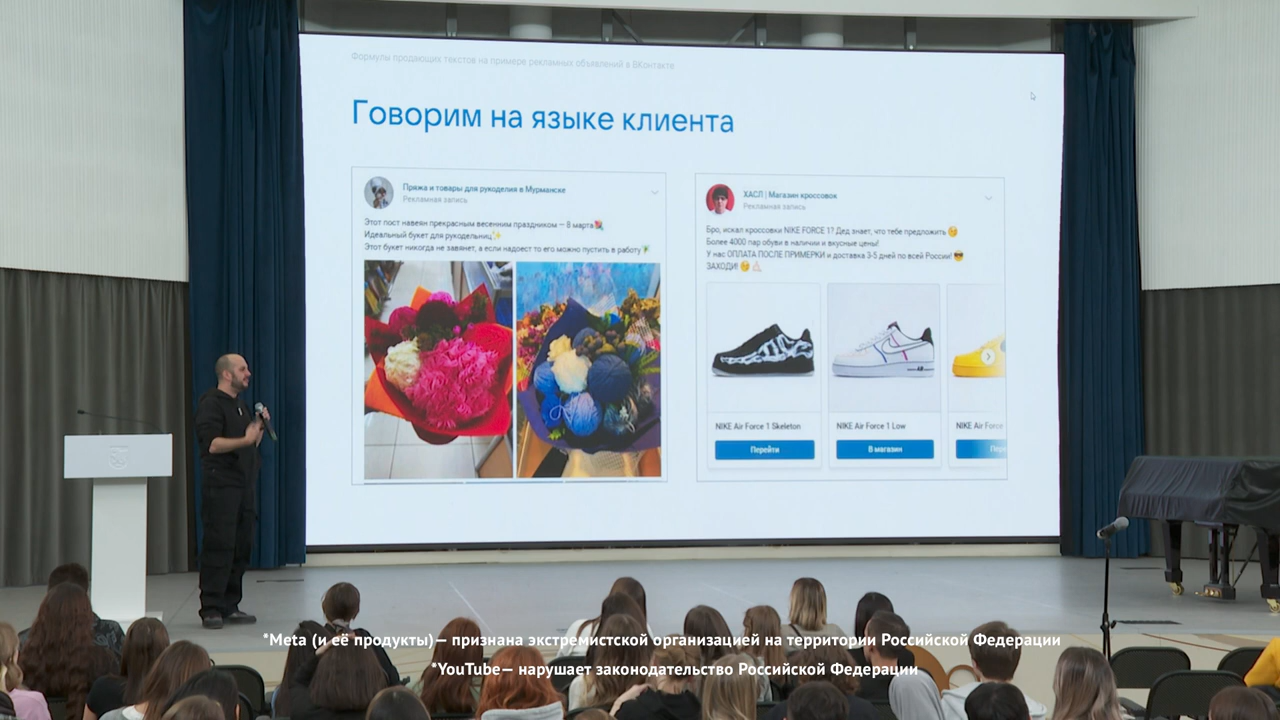 Формулы продающих текстов на примере рекламных объявлений в ВКонтакте
Говорим на языке клиента
Пряжа и товары для рукоделия в Мурманске
Рекламная запись
Этот пост навеян прекрасным весенним праздником — 8 марта
Идеальный букет для рукодельниц
Этот букет никогда не завянет, а если надоест то его можно пустить в работу
ХАСЛ | Магазин кроссовок
Рекламная запись
Бро, искал кроссовки NIKE FORCE 1? Дед знает, что тебе предложить
Более 4000 пар обуви в наличии и вкусные цены!
У нас ОПЛАТА ПОСЛЕ ПРИМЕРКИ и доставка 3-5 дней по всей России!
ЗАХОДИ!
NIKE Air Force 1 Skeleton
NIKE Air Force 1 Low
NIKE Air Force
Перейти
В магазин
*Meta (и её продукты)— признана экстремистской организацией на территории Российской Федерации
*YouTube— нарушает законодательство Российской Федерации